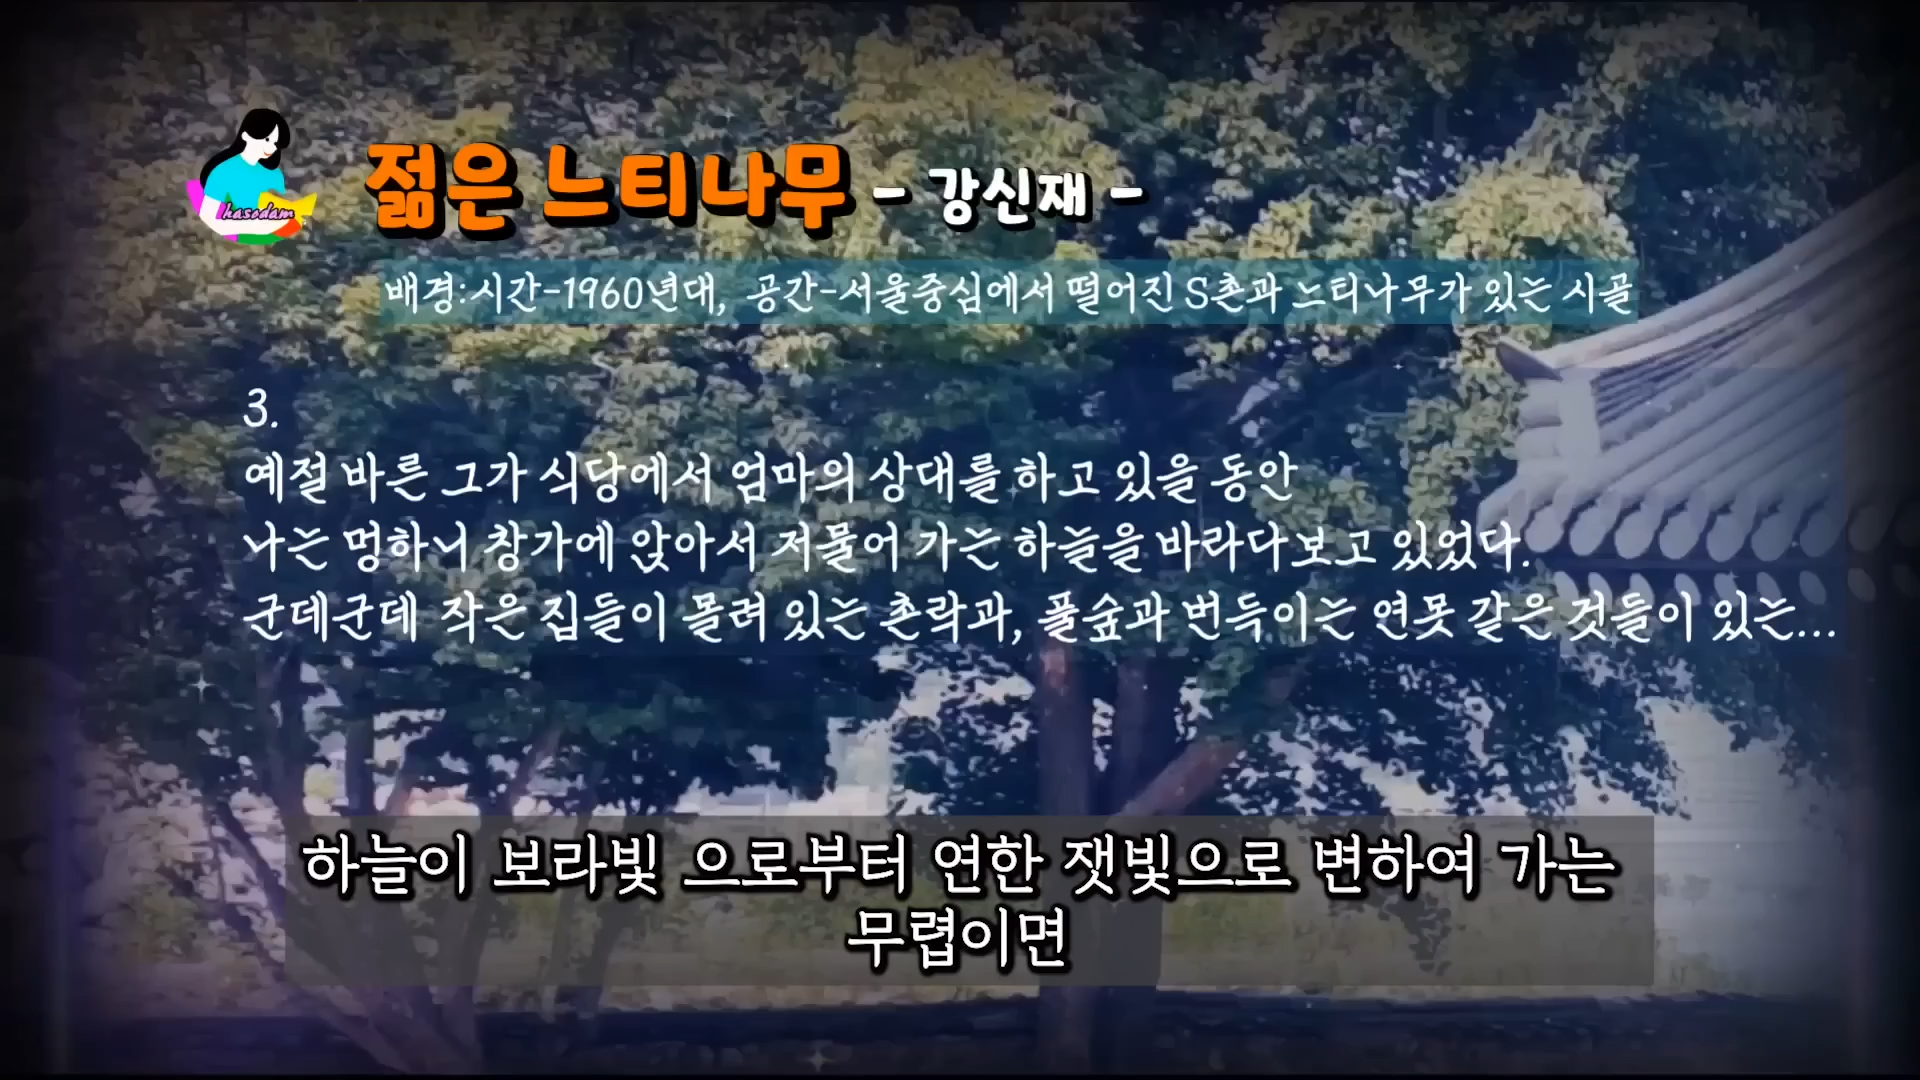 hasodam
젊은 느티나무 - 강신재 -
배경:시간-1960년대, 공간-서울중심에서 떨어진 S촌과 느티나무가 있는 시골
3.
예절 바른 그가 식당에서 엄마의 상대를 하고 있을 동안
나는 멍하니 창가에 앉아서 저물어 가는 하늘을 바라다보고 있었다.
군데군데 작은 집들이 몰려 있는 촌락과, 풀숲과 번득이는 연못 같은 것들이 있는...
하늘이 보라빛 으로부터 연한 잿빛으로 변하여 가는
무렵이면